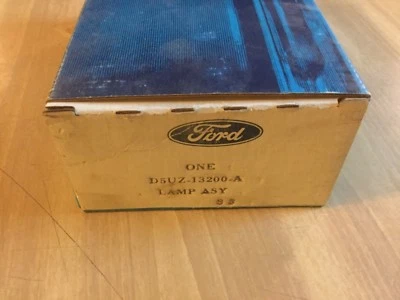 Ford
ONE
D5UZ-13200-A
LAMP ASY